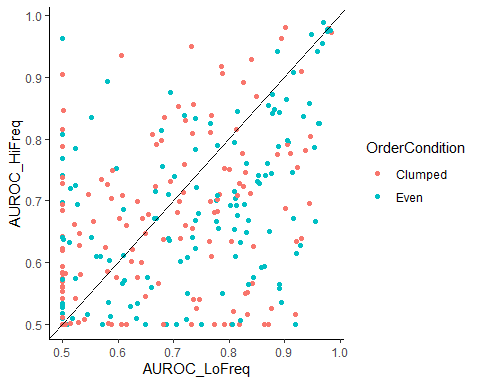 1.0
0.9
0.8
0.7
0.6
0.5
AUROC_HiFreq
0.5 0.6 0.7 0.8 0.9 1.0
AUROC_LoFreq
OrderCondition
Clumped
Even